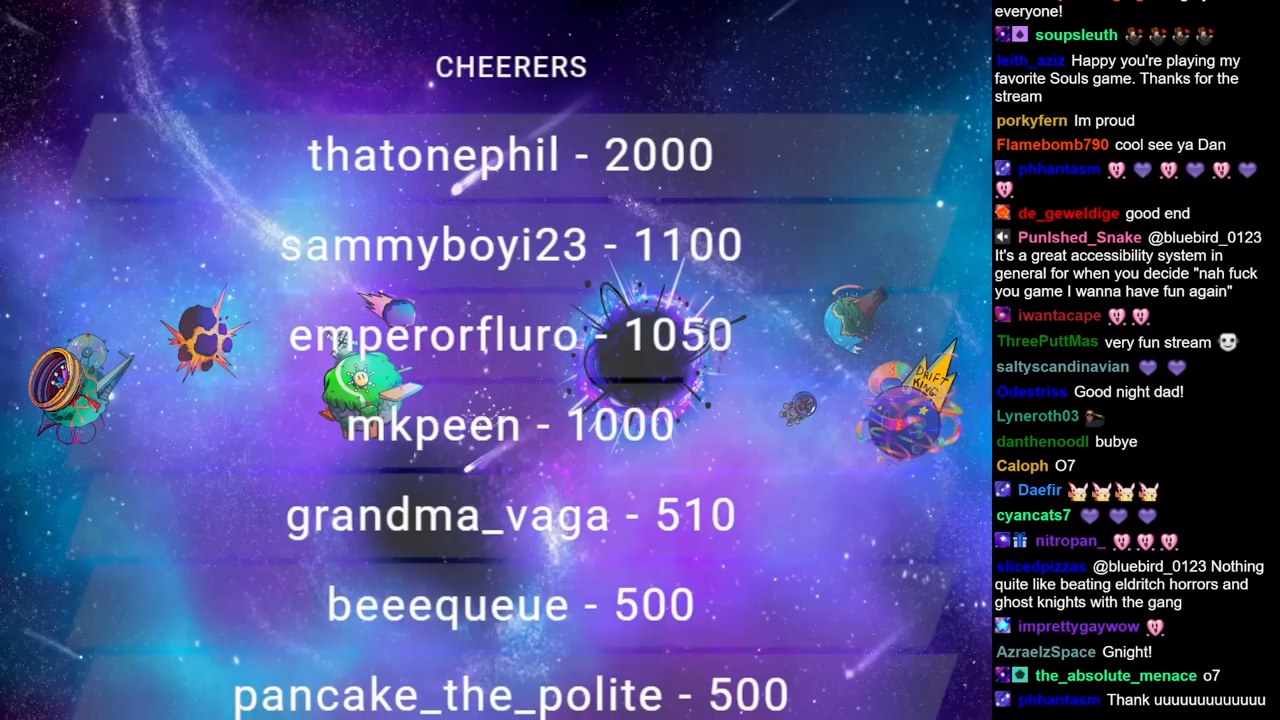 CHEERERS
thatonephil - 2000
sammyboyi23 - 1100
emperorfluro - 1050
mkpeen - 1000
grandma_vaga - 510
beeequeue - 500
pancake_the_polite - 500
DRIFT
KING
everyone!
soupsleuth
leith_aziz Happy you're playing my
favorite Souls game. Thanks for the
stream
porkyfern Im proud
Flamebomb790 cool see ya Dan
phhantasm
de_geweldige good end
PunIshed_Snake @bluebird_0123
It's a great accessibility system in
general for when you decide "nah fuck
you game I wanna have fun again"
iwantacape
ThreePuttMas very fun stream
saltyscandinavian
Odestriss Good night dad!
Lyneroth03
danthenoodl bubye
Caloph O7
Daefir
cyancats7
nitropan_
slicedpizzas @bluebird_0123 Nothing
quite like beating eldritch horrors and
ghost knights with the gang
imprettygaywow
AzraelzSpace Gnight!
the_absolute_menace o7
phhantasm Thank uuuuuuuuuuuuu